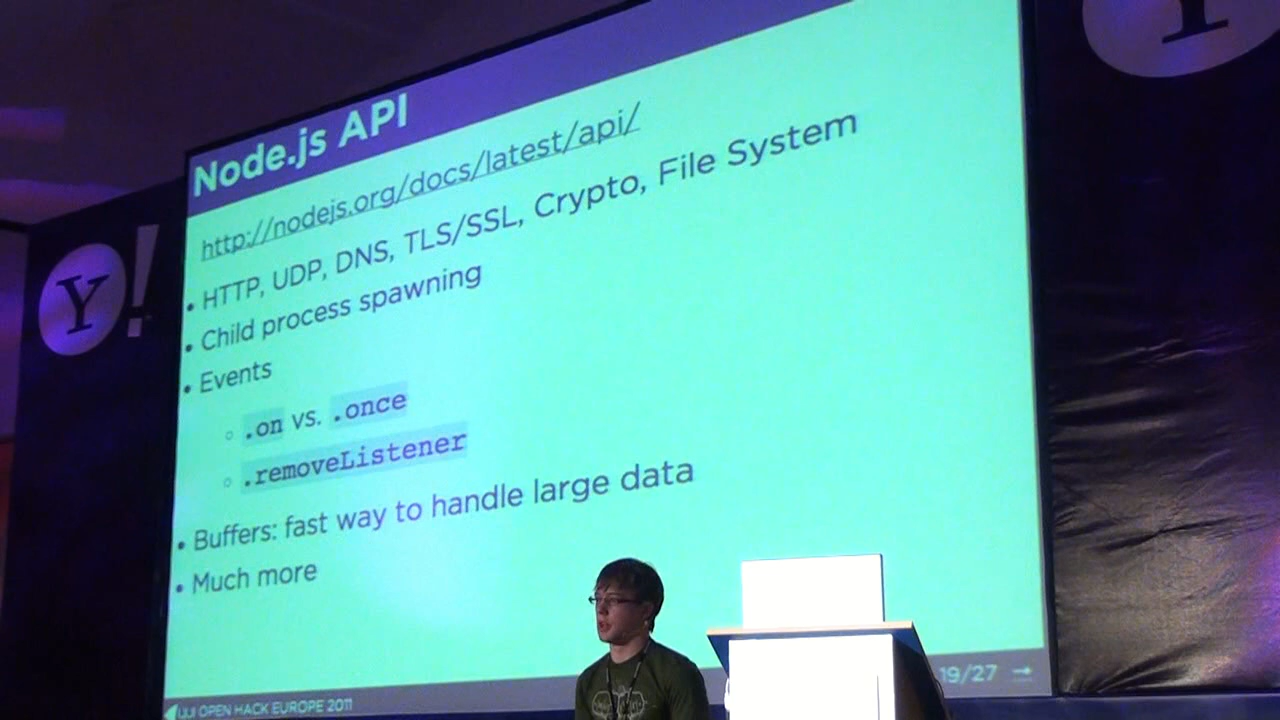 Node.js API
http://nodejs.org/docs/latest/api/
• HTTP, UDP, DNS, TLS/SSL, Crypto, File System
• Child process spawning
• Events
○ .on vs. .once
○ .removeListener
• Buffers: fast way to handle large data
• Much more
OPEN HACK EUROPE 2011
19/27 →
Y!
Y